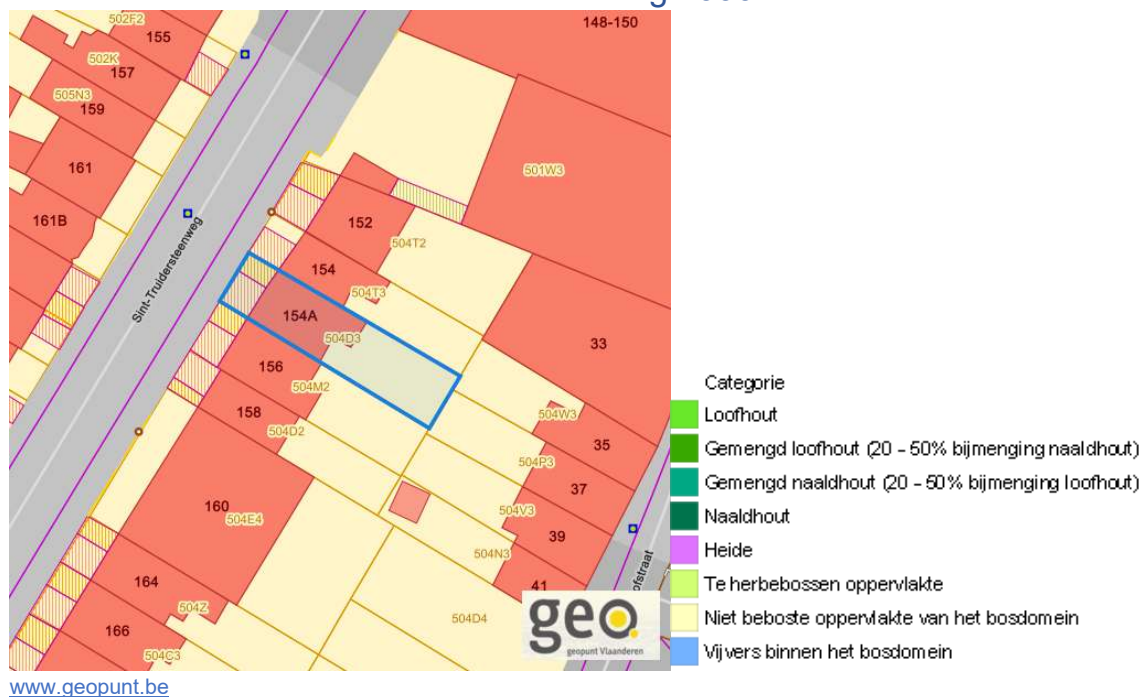 148-150
502F2
155
502K
157
505N3
159
161
501W3
161B
152
504T2
Sint-Truidersteenweg
154
504T3
154A
504D3
33
156
504M2
158
504D2
504W3
35
504P3
37
160
504E4
504V3
39
504N3
41
ofstraat
164
504Z
504D4
166
504C3
geo.
geopunt Vlaanderen
Categorie
Loofhout
Gemengd loofhout (20 - 50% bijmenging naaldhout)
Gemengd naaldhout (20 - 50% bijmenging loofhout)
Naaldhout
Heide
Te herbebossen oppervlakte
Niet beboste oppervlakte van het bosdomein
Vijvers binnen het bosdomein
www.geopunt.be